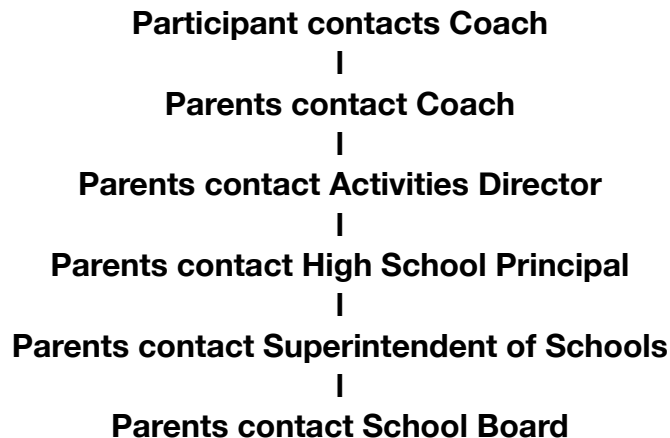 Participant contacts Coach
|
Parents contact Coach
|
Parents contact Activities Director
|
Parents contact High School Principal
|
Parents contact Superintendent of Schools
|
Parents contact School Board